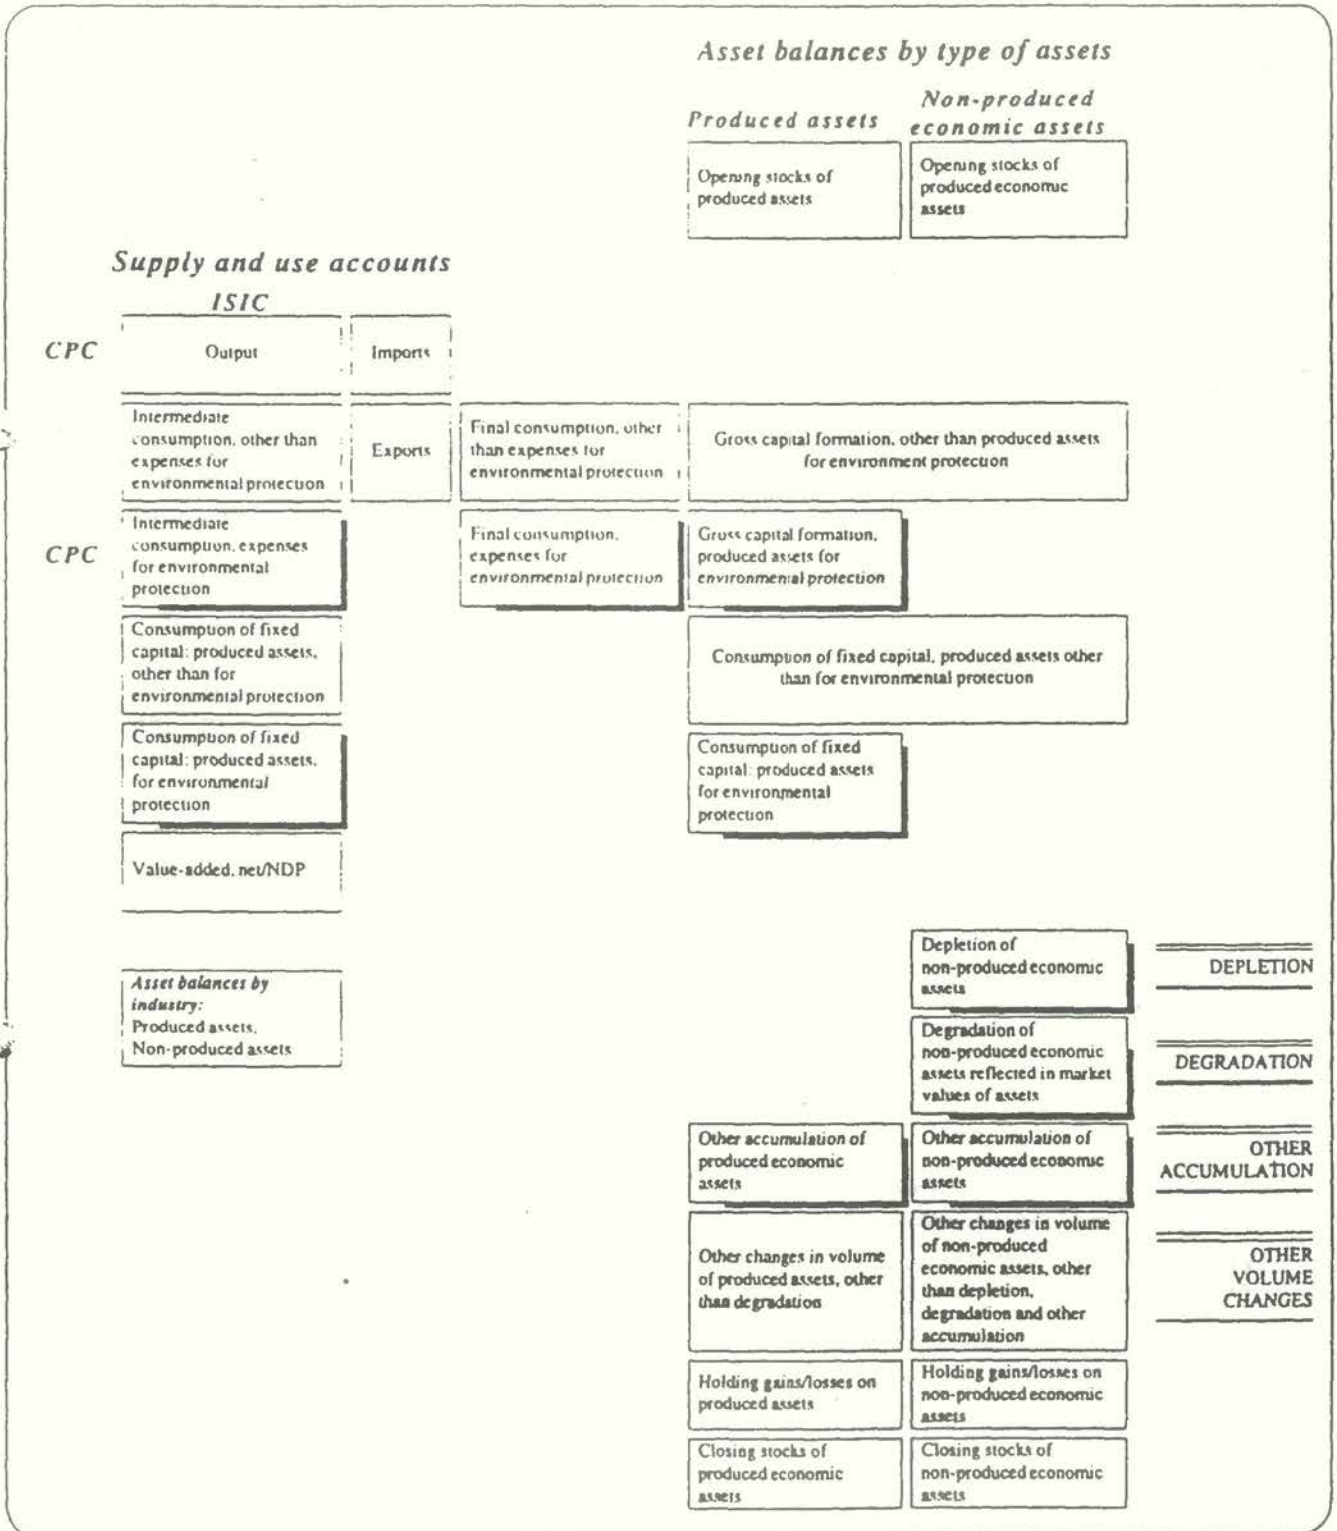 Asset balances by type of assets
Produced assets
Non-produced
economic assets
Opening stocks of
produced assets
Opening stocks of
produced economic
assets
Supply and use accounts
ISIC
CPC
Output
Imports
Intermediate
consumption, other than
expenses for
environmental protection
Exports
Final consumption, other
than expenses for
environmental protection
Gross capital formation, other than produced assets
for environment protection
CPC
Intermediate
consumption, expenses
for environmental
protection
Final consumption,
expenses for
environmental protection
Gross capital formation,
produced assets for
environmental protection
Consumption of fixed
capital: produced assets,
other than for
environmental protection
Consumption of fixed capital, produced assets other
than for environmental protection
Consumption of fixed
capital: produced assets,
for environmental
protection
Consumption of fixed
capital: produced assets
for environmental
protection
Value-added, net/NDP
Depletion of
non-produced economic
assets
DEPLETION
Asset balances by
industry:
Produced assets,
Non-produced assets
Degradation of
non-produced economic
assets reflected in market
values of assets
DEGRADATION
Other accumulation of
produced economic
assets
Other accumulation of
non-produced economic
assets
OTHER
ACCUMULATION
Other changes in volume
of produced assets, other
than degradation
Other changes in volume
of non-produced
economic assets, other
than depletion,
degradation and other
accumulation
OTHER
VOLUME
CHANGES
Holding gains/losses on
produced assets
Holding gains/losses on
non-produced economic
assets
Closing stocks of
produced economic
assets
Closing stocks of
non-produced economic
assets